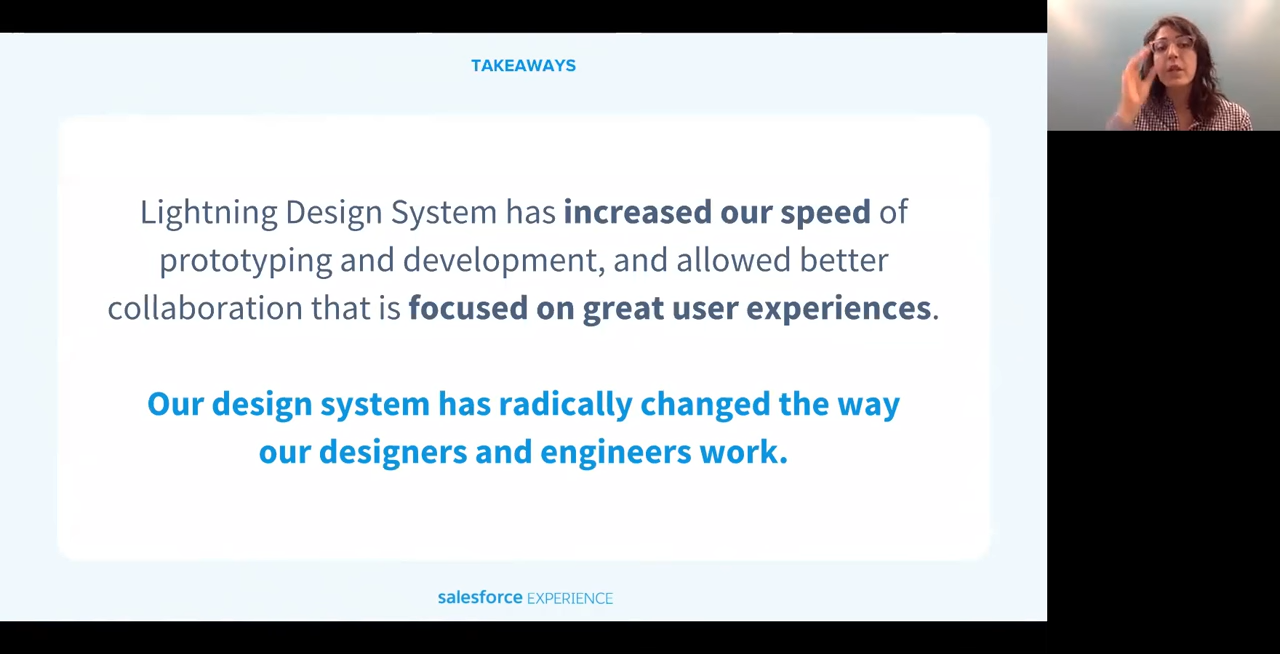 TAKEAWAYS
Lightning Design System has increased our speed of
prototyping and development, and allowed better
collaboration that is focused on great user experiences.
Our design system has radically changed the way
our designers and engineers work.
salesforce EXPERIENCE